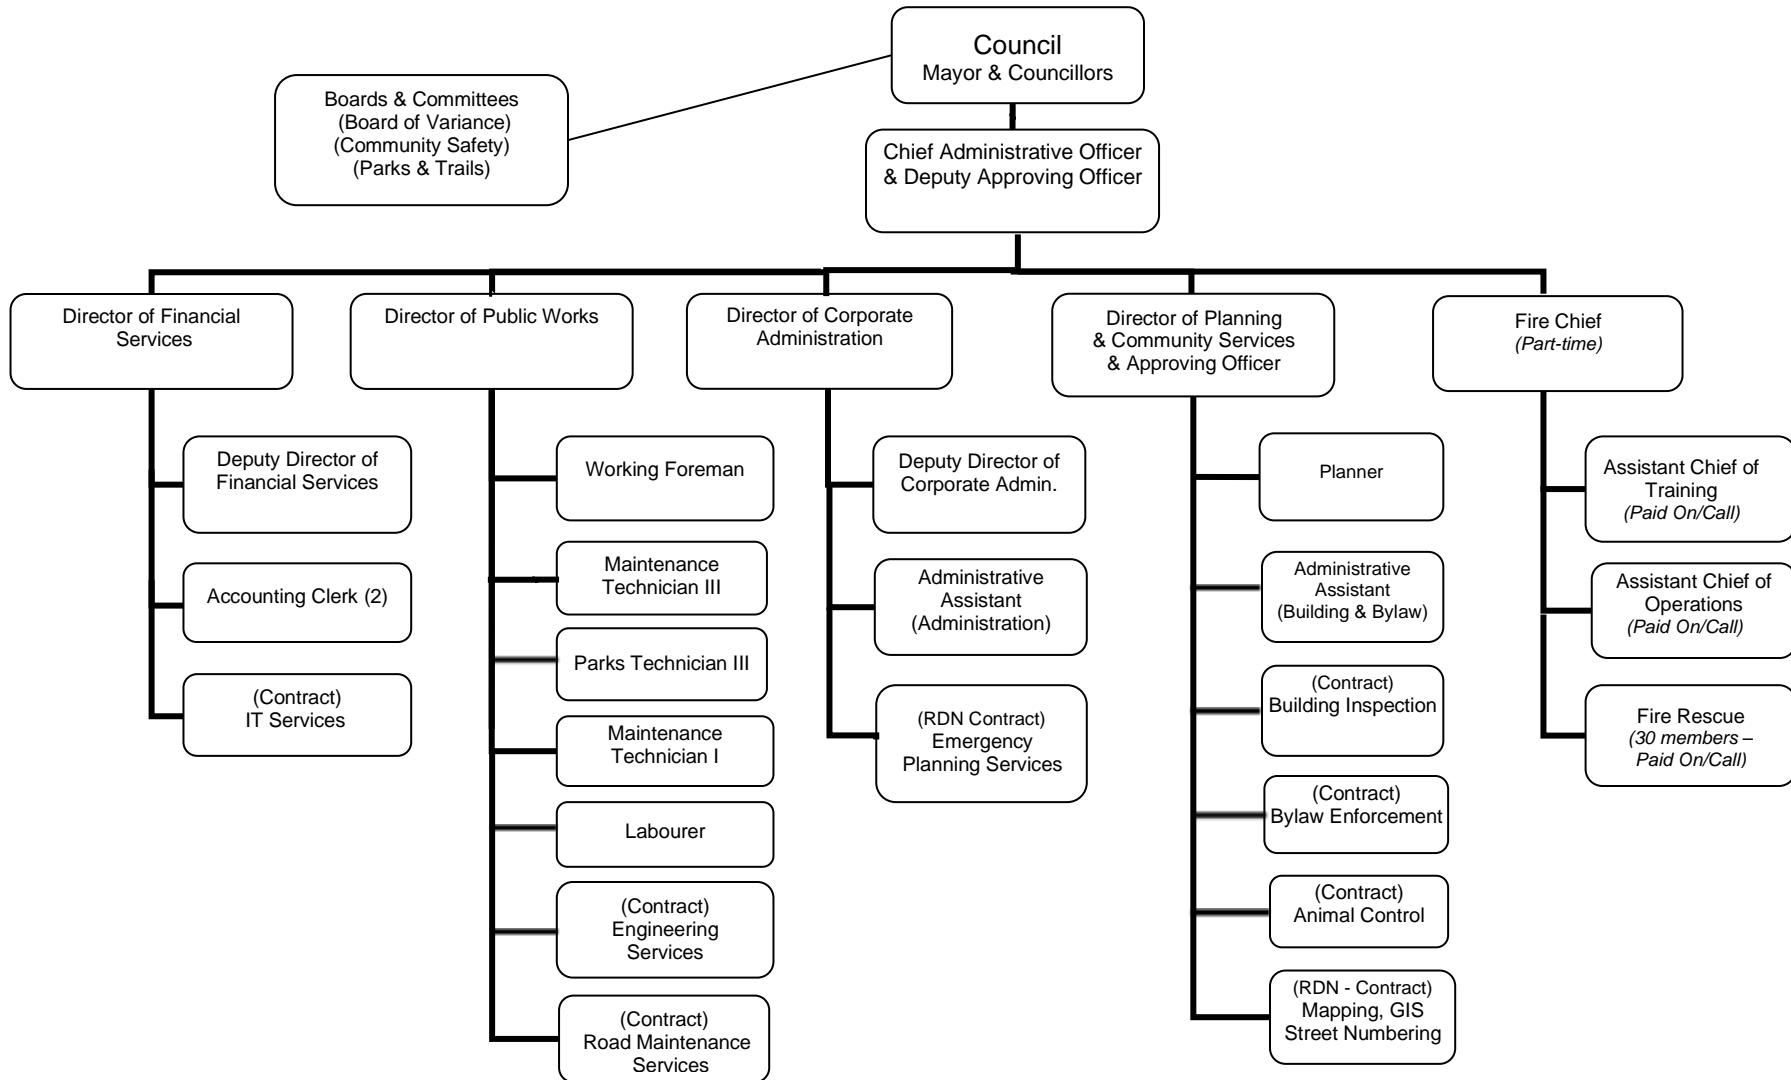 Council
Mayor & Councillors
Boards & Committees
(Board of Variance)
(Community Safety)
(Parks & Trails)
Chief Administrative Officer
& Deputy Approving Officer
Director of Financial
Services
Director of Public Works
Director of Corporate
Administration
Director of Planning
& Community Services
& Approving Officer
Fire Chief
(Part-time)
Deputy Director of
Financial Services
Accounting Clerk (2)
(Contract)
IT Services
Working Foreman
Maintenance
Technician III
Parks Technician III
Maintenance
Technician I
Labourer
(Contract)
Engineering
Services
(Contract)
Road Maintenance
Services
Deputy Director of
Corporate Admin.
Administrative
Assistant
(Administration)
(RDN Contract)
Emergency
Planning Services
Planner
Administrative
Assistant
(Building & Bylaw)
(Contract)
Building Inspection
(Contract)
Bylaw Enforcement
(Contract)
Animal Control
(RDN - Contract)
Mapping, GIS
Street Numbering
Assistant Chief of
Training
(Paid On/Call)
Assistant Chief of
Operations
(Paid On/Call)
Fire Rescue
(30 members –
Paid On/Call)